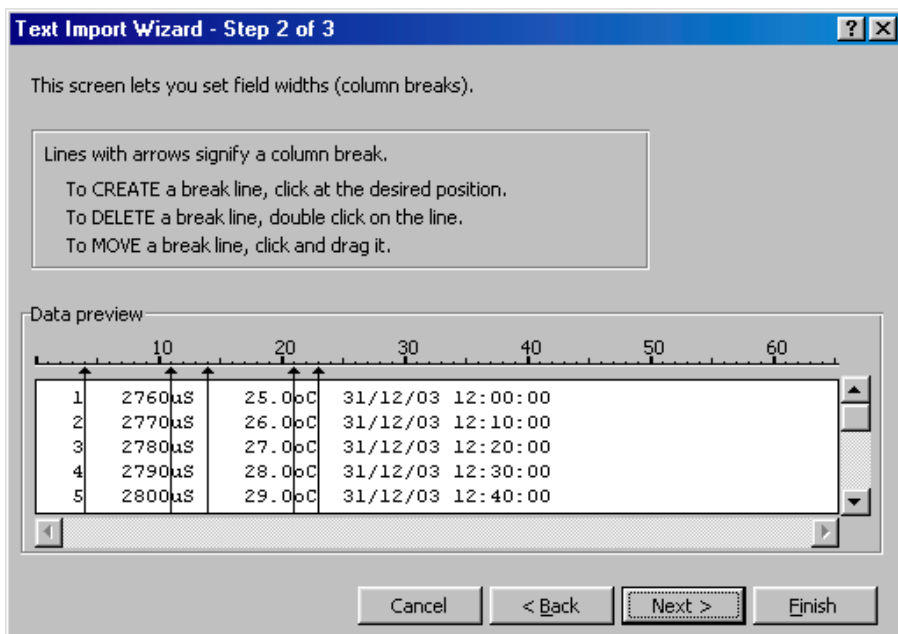 Text Import Wizard - Step 2 of 3
This screen lets you set field widths (column breaks).
Lines with arrows signify a column break.
To CREATE a break line, click at the desired position.
To DELETE a break line, double click on the line.
To MOVE a break line, click and drag it.
Data preview
10 20 30 40 50 60
1 2760uS 25.0oC 31/12/03 12:00:00
2 2770uS 26.0oC 31/12/03 12:10:00
3 2780uS 27.0oC 31/12/03 12:20:00
4 2790uS 28.0oC 31/12/03 12:30:00
5 2800uS 29.0oC 31/12/03 12:40:00
Cancel < Back Next > Finish